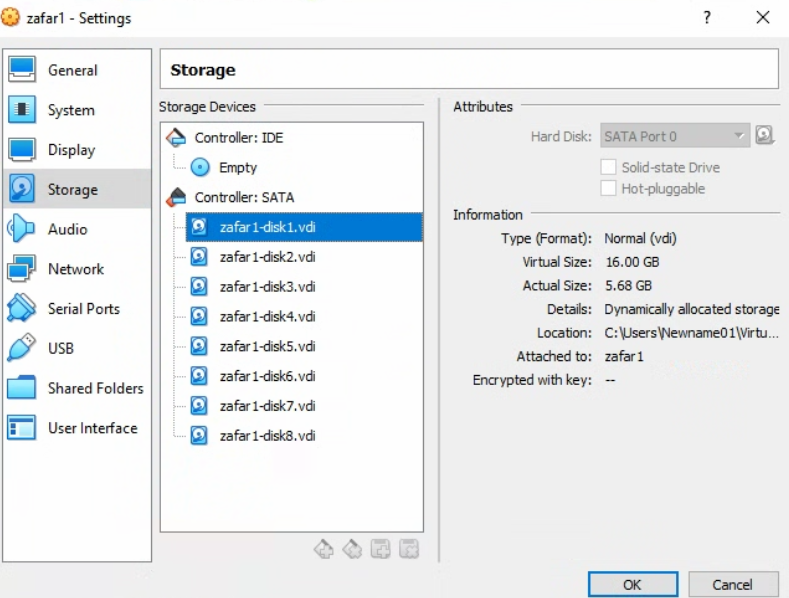 zafar1 - Settings
?
General
System
Display
Storage
Audio
Network
Serial Ports
USB
Shared Folders
User Interface
Storage
Storage Devices
Controller: IDE
Empty
Controller: SATA
zafar1-disk1.vdi
zafar1-disk2.vdi
zafar1-disk3.vdi
zafar1-disk4.vdi
zafar1-disk5.vdi
zafar1-disk6.vdi
zafar1-disk7.vdi
zafar1-disk8.vdi
Attributes
Hard Disk: SATA Port 0
Solid-state Drive
Hot-pluggable
Information
Type (Format): Normal (vdi)
Virtual Size: 16.00 GB
Actual Size: 5.68 GB
Details: Dynamically allocated storage
Location: C:\Users\Newname01\Virtu...
Attached to: zafar1
Encrypted with key: --
OK Cancel